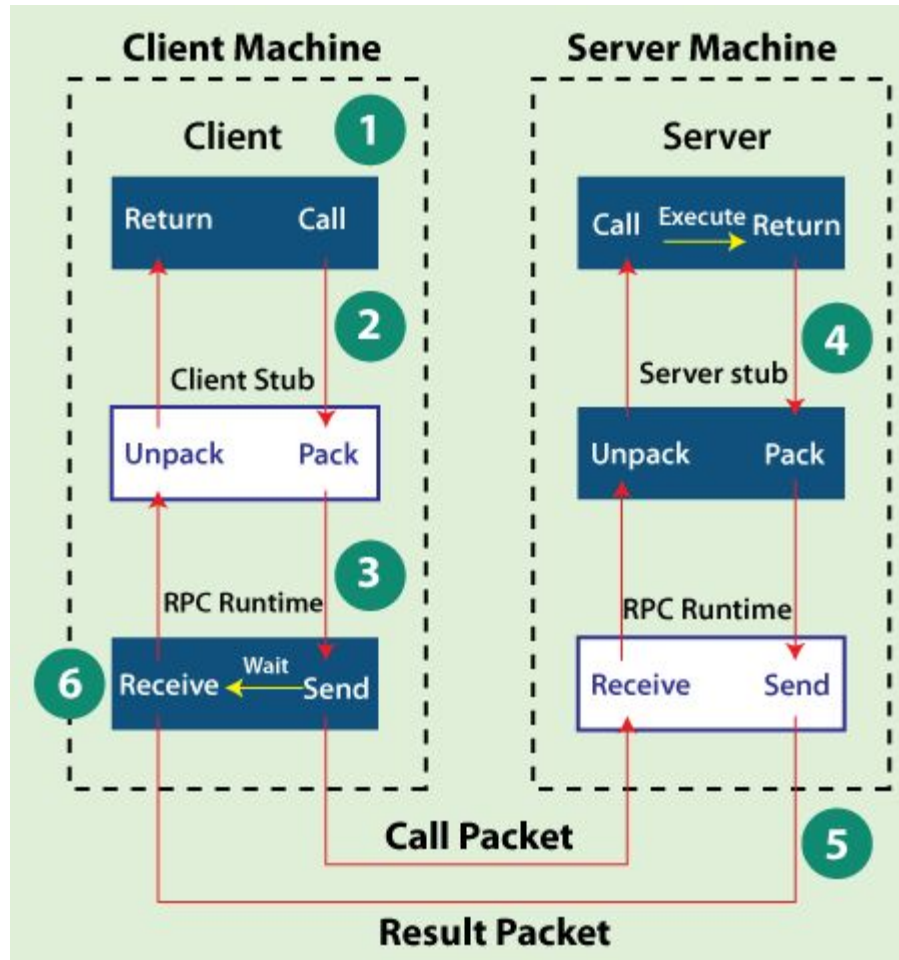 Client Machine
Server Machine
Client
1
Server
Return
Call
Call
Execute
Return
2
4
Client Stub
Server stub
Unpack
Pack
Unpack
Pack
3
RPC Runtime
RPC Runtime
6
Receive
Wait
Send
Receive
Send
Call Packet
5
Result Packet